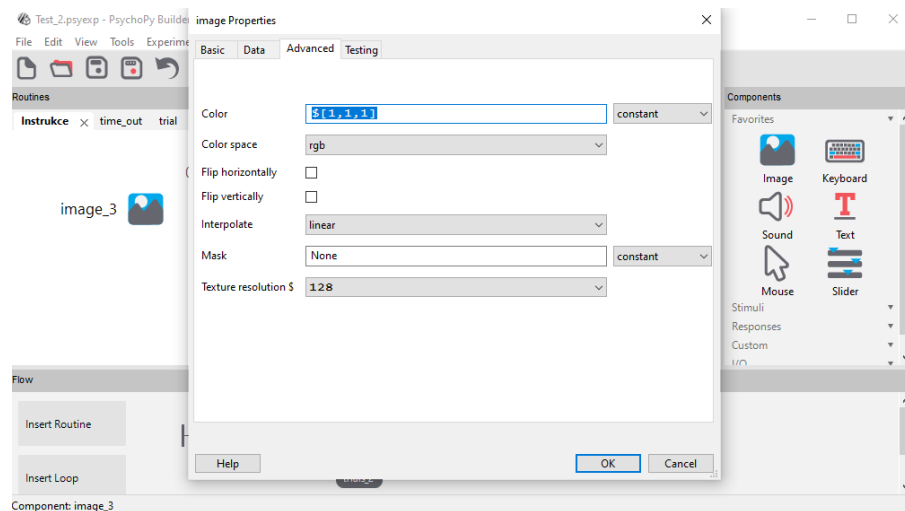 Test_2.psyexp - PsychoPy Builde
File Edit View Tools Experime
Routines
Instrukce time_out trial
image_3
Flow
Insert Routine
Insert Loop
Component: image_3
image Properties
Basic Data Advanced Testing
Color $[1,1,1] constant
Color space rgb
Flip horizontally
Flip vertically
Interpolate linear
Mask None constant
Texture resolution $ 128
Help OK Cancel
Components
Favorites
Image Keyboard
Sound Text
Mouse Slider
Stimuli
Responses
Custom
I/O